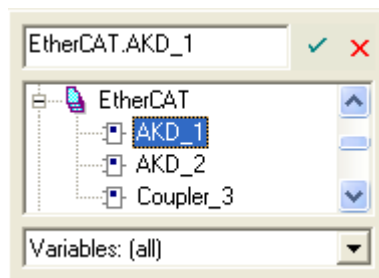 EtherCAT.AKD_1
EtherCAT
AKD_1
AKD_2
Coupler_3
Variables: (all)